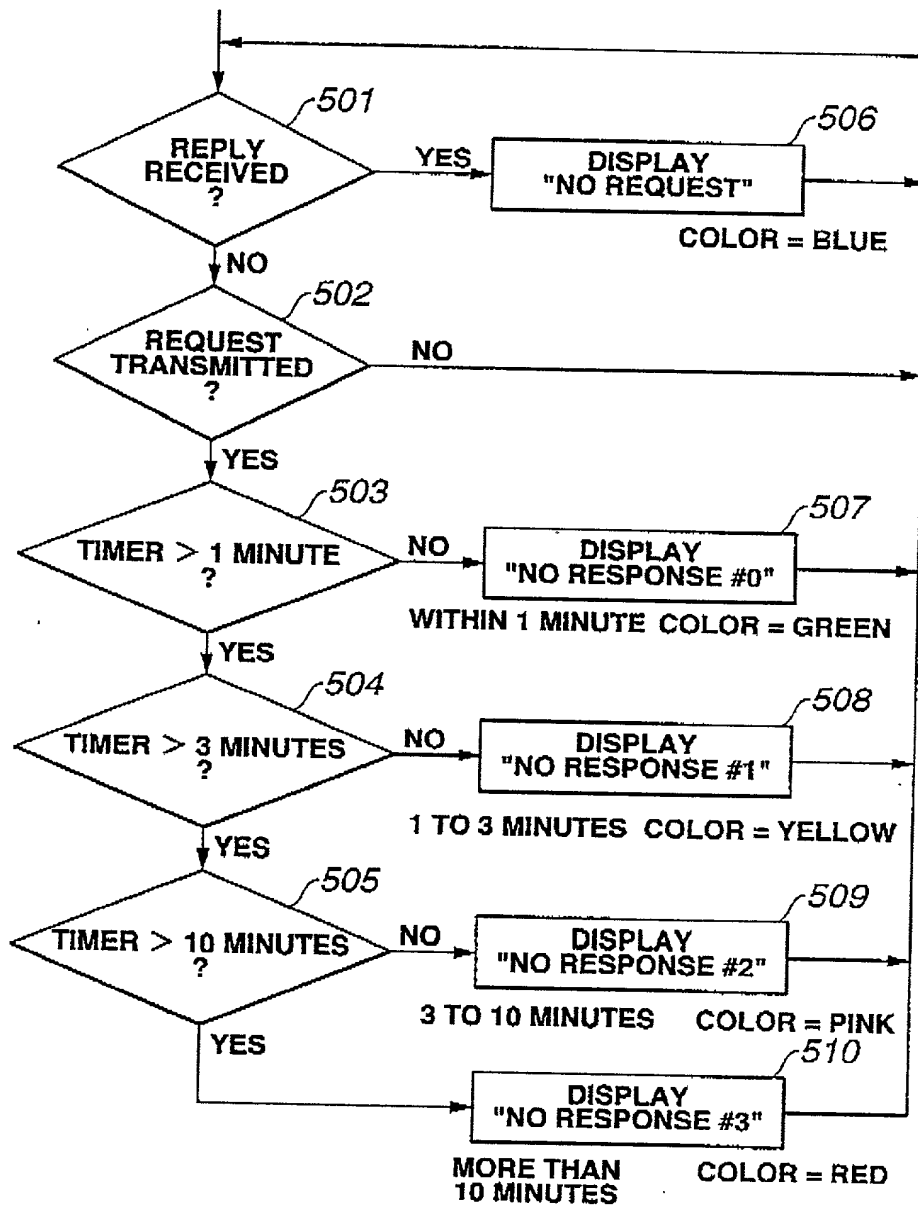 501
REPLY
RECEIVED
?
YES
506
DISPLAY
"NO REQUEST"
COLOR = BLUE
NO
502
REQUEST
TRANSMITTED
?
NO
YES
503
TIMER > 1 MINUTE
?
NO
507
DISPLAY
"NO RESPONSE #0"
WITHIN 1 MINUTE COLOR = GREEN
YES
504
TIMER > 3 MINUTES
?
NO
508
DISPLAY
"NO RESPONSE #1"
1 TO 3 MINUTES COLOR = YELLOW
YES
505
TIMER > 10 MINUTES
?
NO
509
DISPLAY
"NO RESPONSE #2"
3 TO 10 MINUTES COLOR = PINK
YES
510
DISPLAY
"NO RESPONSE #3"
MORE THAN
10 MINUTES
COLOR = RED